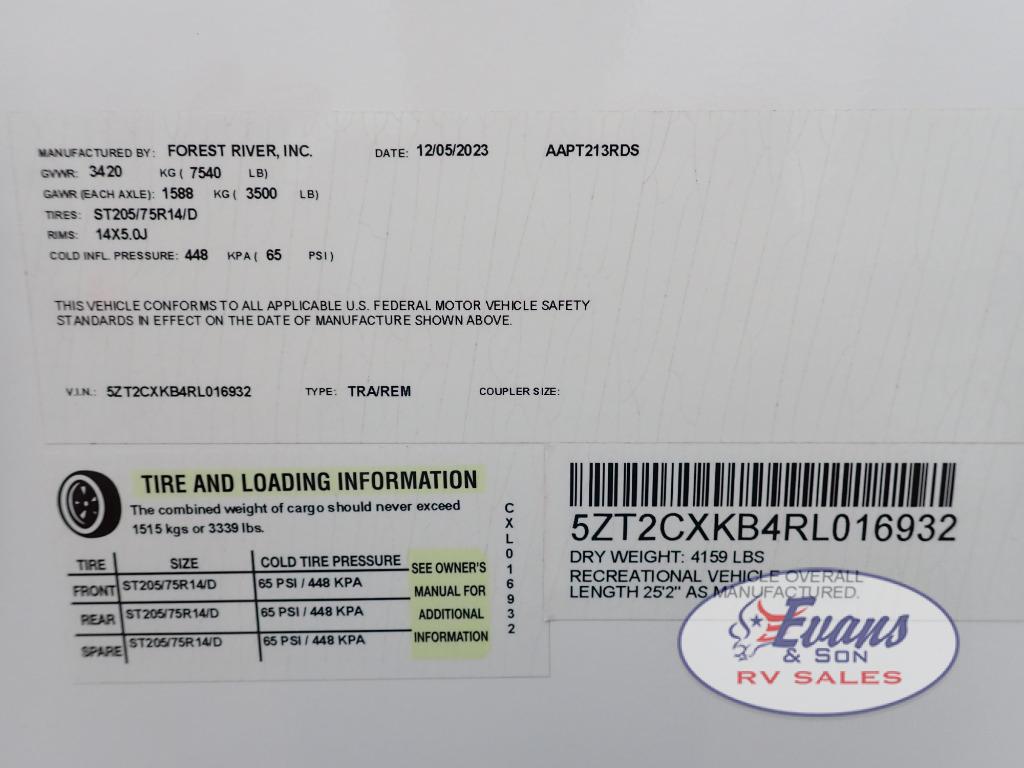 MANUFACTURED BY: FOREST RIVER, INC. DATE: 12/05/2023 AAPT213RDS
GVWR: 3420 KG ( 7540 LB)
GAWR (EACH AXLE): 1588 KG ( 3500 LB)
TIRES: ST205/75R14/D
RIMS: 14X5.0J
COLD INFL. PRESSURE: 448 KPA ( 65 PSI )
THIS VEHICLE CONFORMS TO ALL APPLICABLE U.S. FEDERAL MOTOR VEHICLE SAFETY
STANDARDS IN EFFECT ON THE DATE OF MANUFACTURE SHOWN ABOVE.
V.I.N.: 5ZT2CXKB4RL016932 TYPE: TRA/REM COUPLER SIZE:
TIRE AND LOADING INFORMATION
The combined weight of cargo should never exceed
1515 kgs or 3339 lbs.
TIRE SIZE COLD TIRE PRESSURE
FRONT ST205/75R14/D 65 PSI / 448 KPA
REAR ST205/75R14/D 65 PSI / 448 KPA
SPARE ST205/75R14/D 65 PSI / 448 KPA
SEE OWNER'S
MANUAL FOR
ADDITIONAL
INFORMATION
CXL016932
5ZT2CXKB4RL016932
DRY WEIGHT: 4159 LBS
RECREATIONAL VEHICLE OVERALL
LENGTH 25'2" AS MANUFACTURED.
Evans
& SON
RV SALES